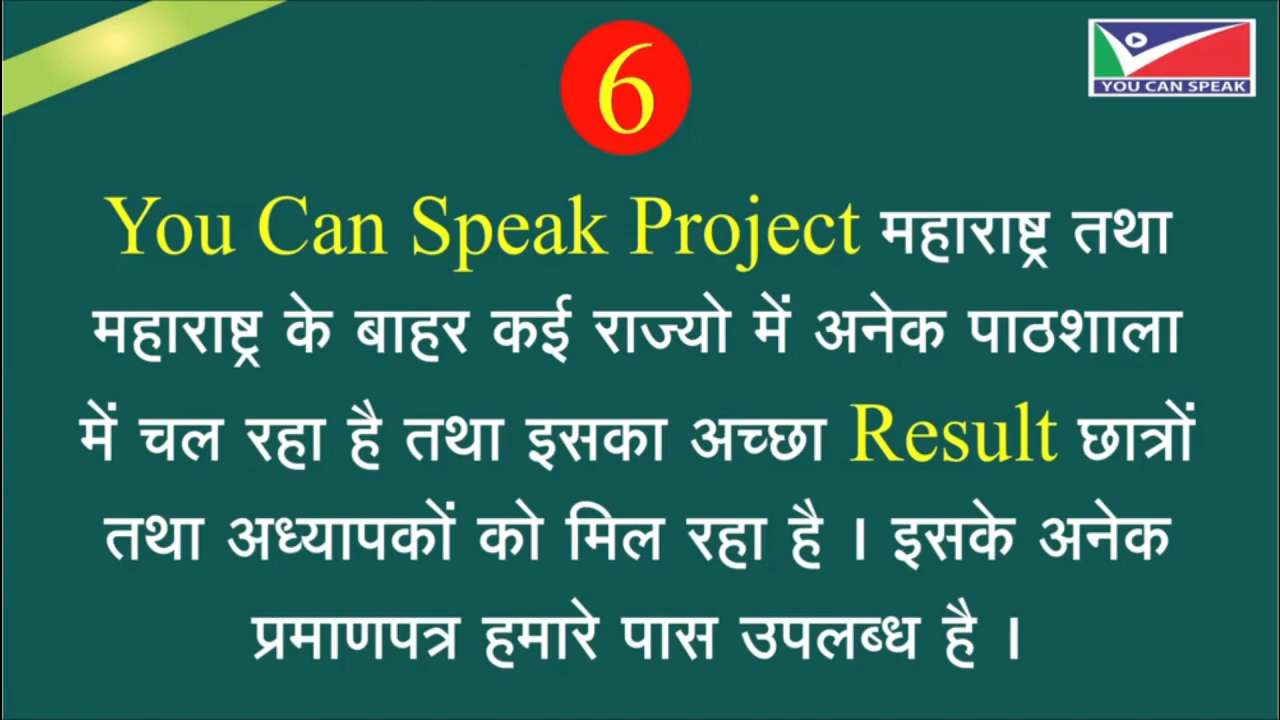 6
YOU CAN SPEAK
You Can Speak Project महाराष्ट्र तथा
महाराष्ट्र के बाहर कई राज्यो में अनेक पाठशाला
में चल रहा है तथा इसका अच्छा Result छात्रों
तथा अध्यापकों को मिल रहा है । इसके अनेक
प्रमाणपत्र हमारे पास उपलब्ध है ।